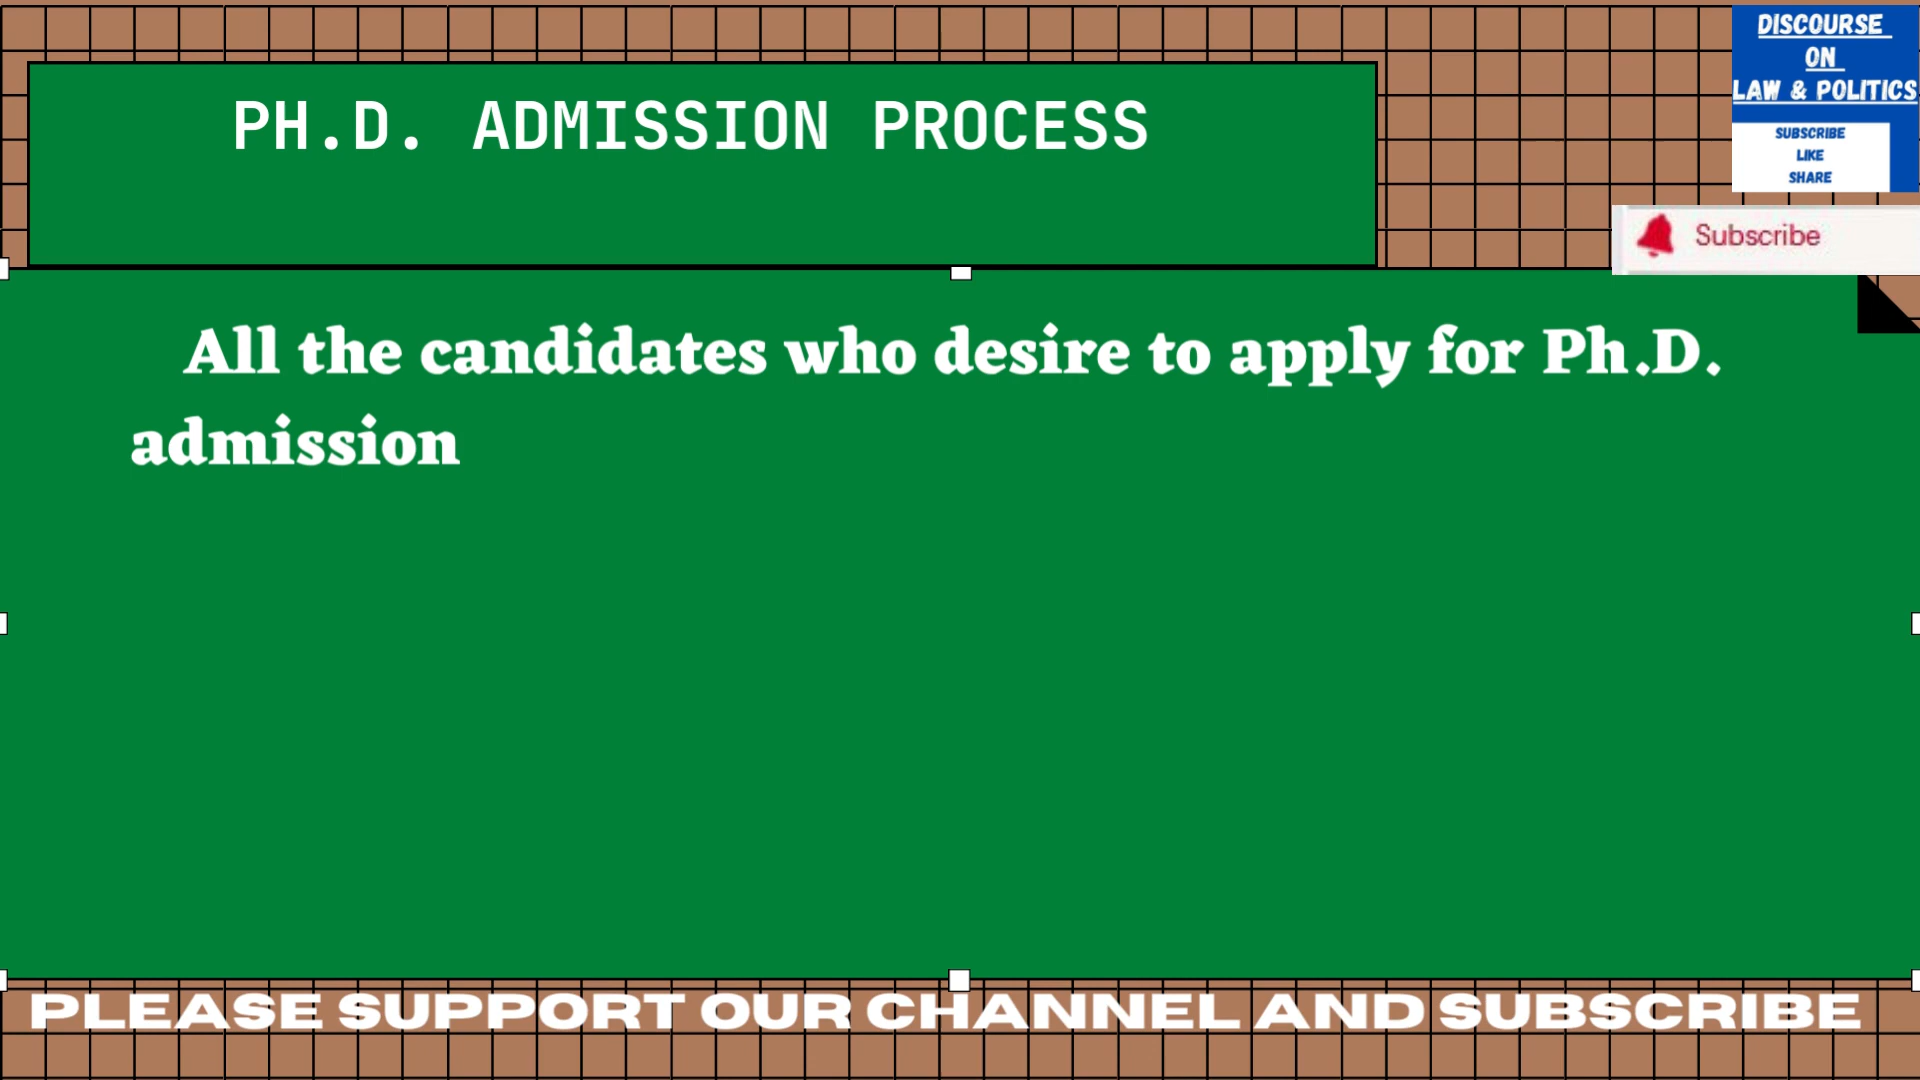 DISCOURSE
ON
LAW & POLITICS
SUBSCRIBE
LIKE
SHARE
Subscribe
PH.D. ADMISSION PROCESS
All the candidates who desire to apply for Ph.D.
admission
PLEASE SUPPORT OUR CHANNEL AND SUBSCRIBE